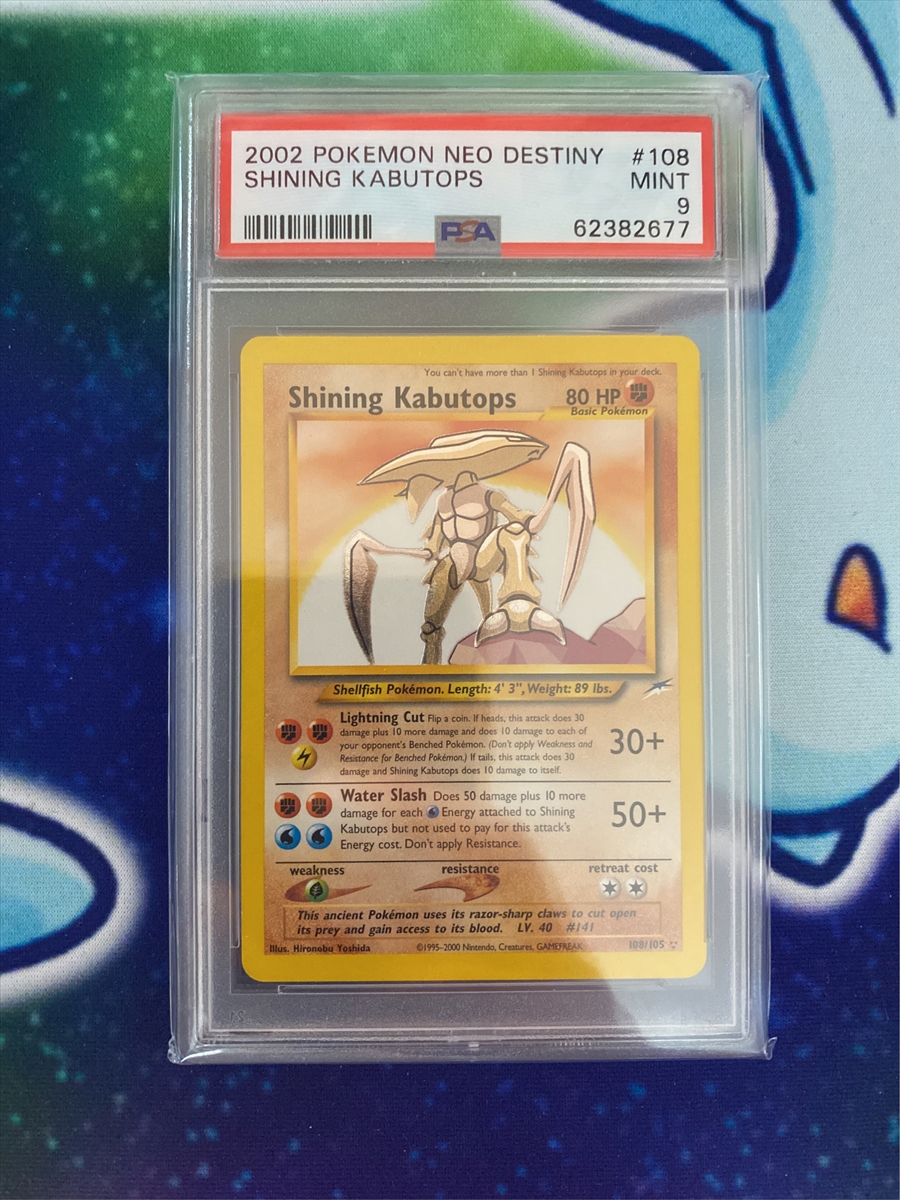 2002 POKEMON NEO DESTINY #108
SHINING KABUTOPS MINT
9
PSA 62382677
You can't have more than 1 Shining Kabutops in your deck.
Shining Kabutops 80 HP
Basic Pokémon
Shellfish Pokémon. Length: 4' 3", Weight: 89 lbs.
Lightning Cut Flip a coin. If heads, this attack does 30
damage plus 10 more damage and does 10 damage to each of
your opponent's Benched Pokémon. (Don't apply Weakness and
Resistance for Benched Pokémon.) If tails, this attack does 30
damage and Shining Kabutops does 10 damage to itself.
30+
Water Slash Does 50 damage plus 10 more
damage for each Energy attached to Shining
Kabutops but not used to pay for this attack's
Energy cost. Don't apply Resistance.
50+
weakness resistance retreat cost
This ancient Pokémon uses its razor-sharp claws to cut open
its prey and gain access to its blood. LV. 40 #141
Illus. Hironobu Yoshida ©1995-2000 Nintendo, Creatures, GAMEFREAK 108/105